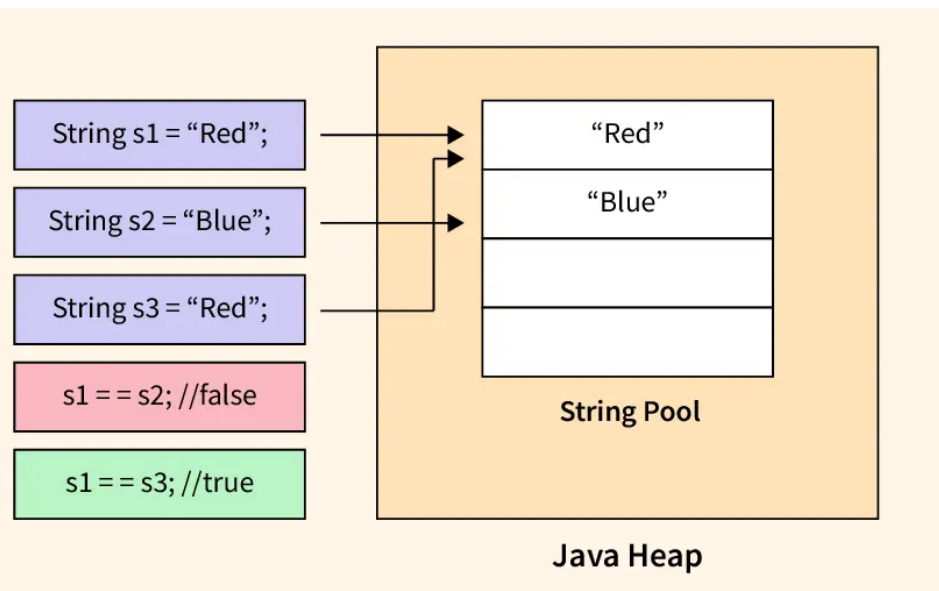 String s1 = “Red”;
String s2 = “Blue”;
String s3 = “Red”;
s1 = = s2; //false
s1 = = s3; //true
“Red”
“Blue”
String Pool
Java Heap